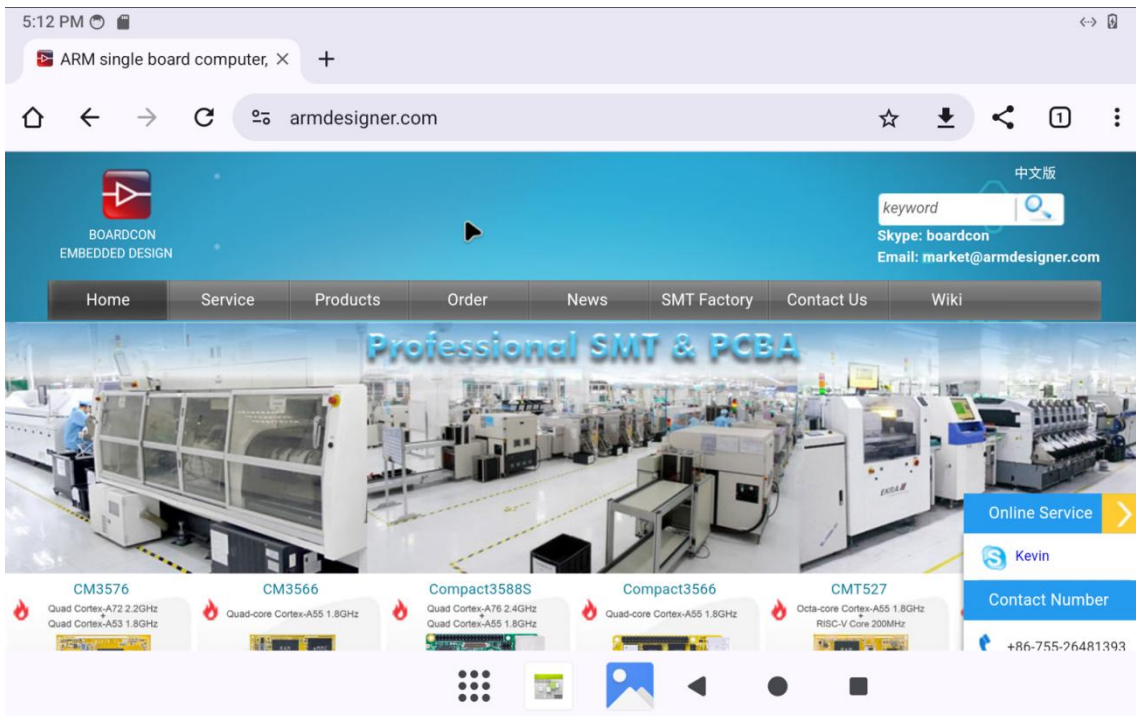 5:12 PM
ARM single board computer,
armdesigner.com
1
中文版
keyword
BOARDCON
EMBEDDED DESIGN
Skype: boardcon
Email: market@armdesigner.com
Home Service Products Order News SMT Factory Contact Us Wiki
Professional SMT & PCBA
EKRA
Online Service
Kevin
Contact Number
+86-755-26481393
CM3576
Quad Cortex-A72 2.2GHz
+
Quad Cortex-A53 1.8GHz
CM3566
Quad-core Cortex-A55 1.8GHz
Compact3588S
Quad Cortex-A76 2.4GHz
+
Quad Cortex-A55 1.8GHz
Compact3566
Quad-core Cortex-A55 1.8GHz
CMT527
Octa-core Cortex-A55 1.8GHz
+
RISC-V Core 200MHz